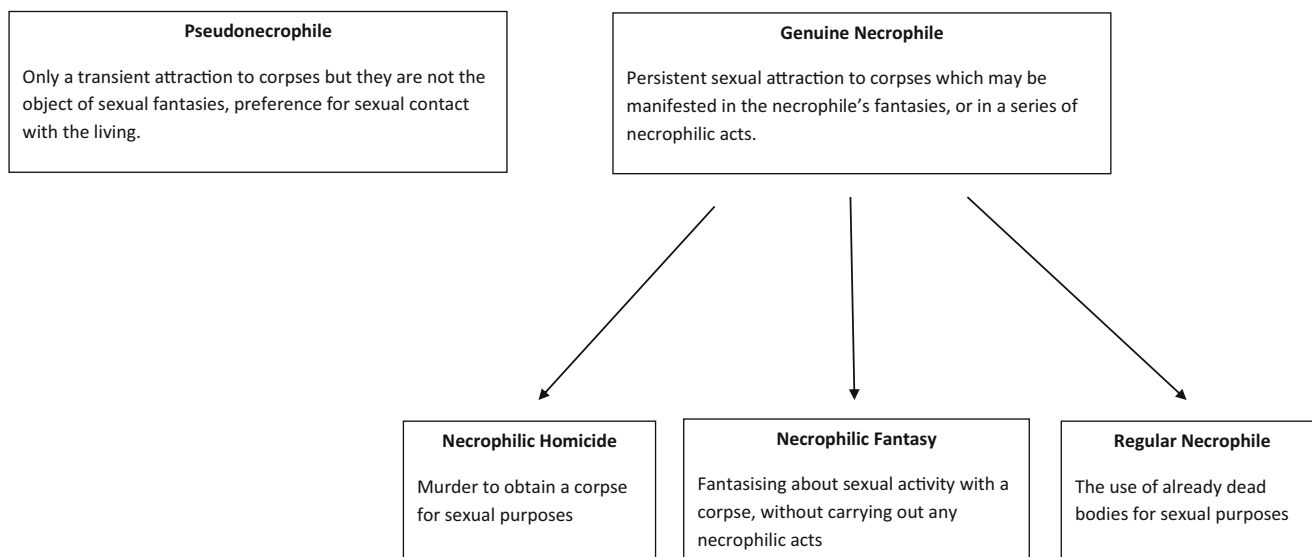 Pseudonecrophile
Only a transient attraction to corpses but they are not the
object of sexual fantasies, preference for sexual contact
with the living.
Genuine Necrophile
Persistent sexual attraction to corpses which may be
manifested in the necrophile’s fantasies, or in a series of
necrophilic acts.
Necrophilic Homicide
Murder to obtain a corpse
for sexual purposes
Necrophilic Fantasy
Fantasising about sexual activity with a
corpse, without carrying out any
necrophilic acts
Regular Necrophile
The use of already dead
bodies for sexual purposes